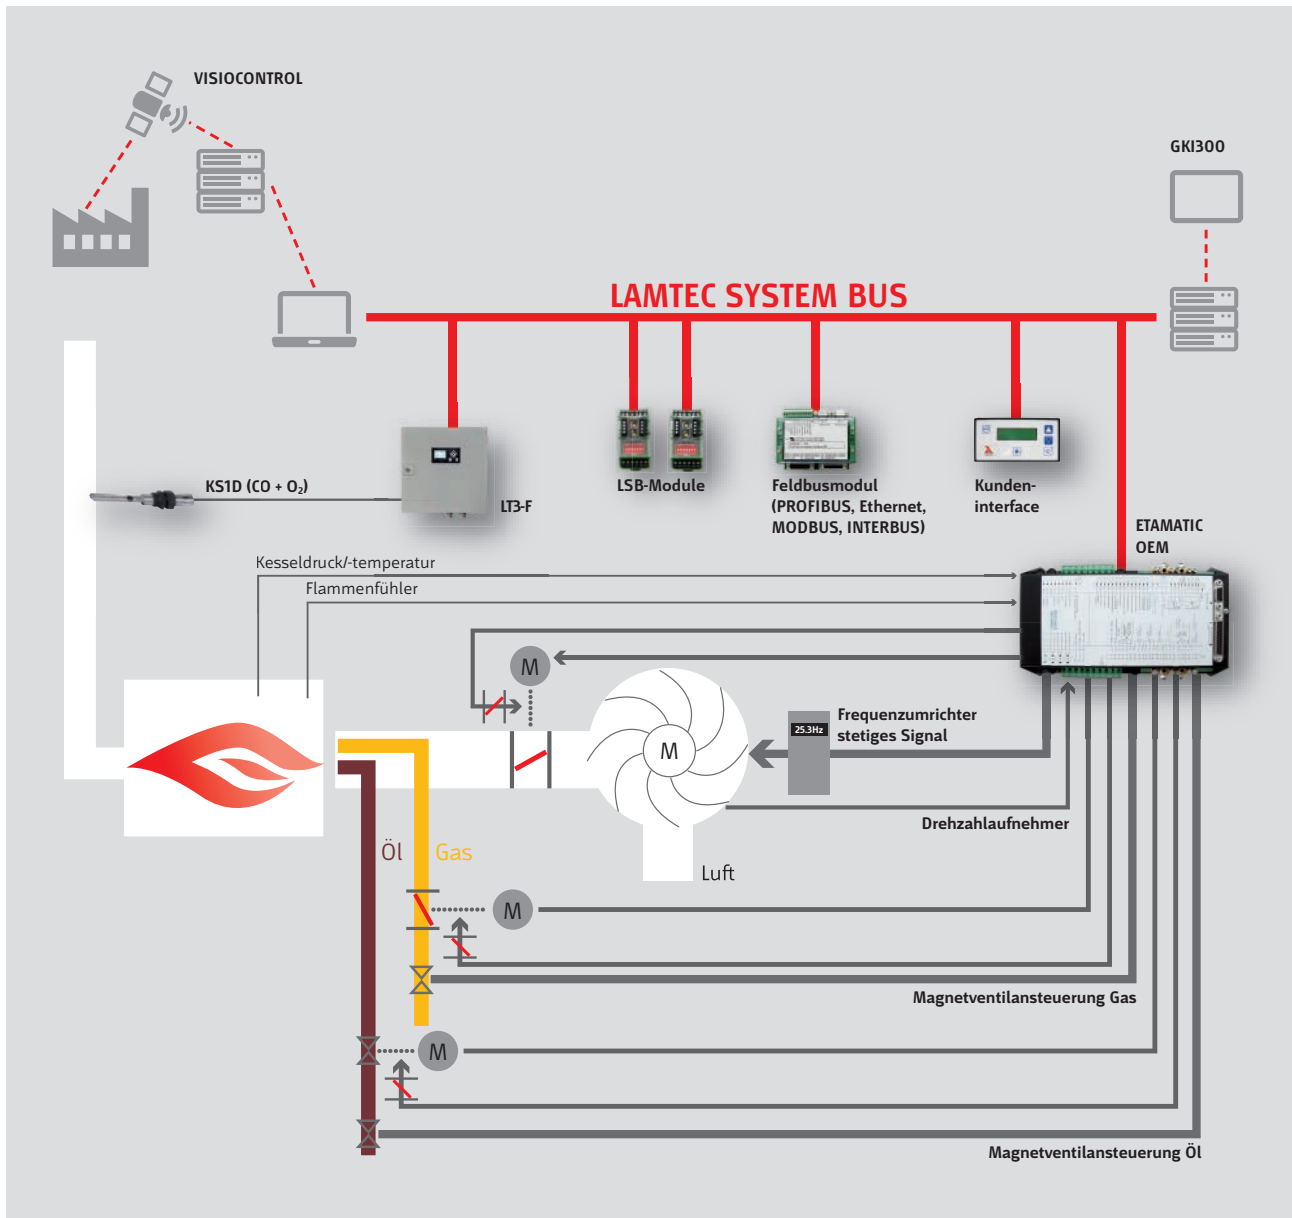 VISIOCONTROL
GKI300
LAMTEC SYSTEM BUS
KS1D (CO + O₂)
LT3-F
LSB-Module
Feldbusmodul
(PROFIBUS, Ethernet,
MODBUS, INTERBUS)
Kunden-
interface
ETAMATIC
OEM
Kesseldruck/-temperatur
Flammenfühler
M
M
25.3Hz
Frequenzumrichter
stetiges Signal
Drehzahlaufnehmer
Öl
Gas
Luft
M
Magnetventilansteuerung Gas
M
Magnetventilansteuerung Öl